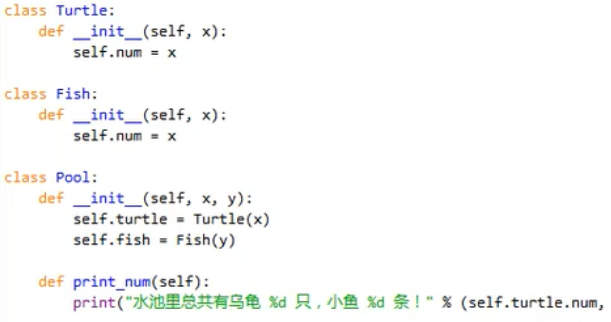 class Turtle:
    def __init__(self, x):
        self.num = x
class Fish:
    def __init__(self, x):
        self.num = x
class Pool:
    def __init__(self, x, y):
        self.turtle = Turtle(x)
        self.fish = Fish(y)
    def print_num(self):
        print("水池里总共有乌龟 %d 只，小鱼 %d 条！" % (self.turtle.num,